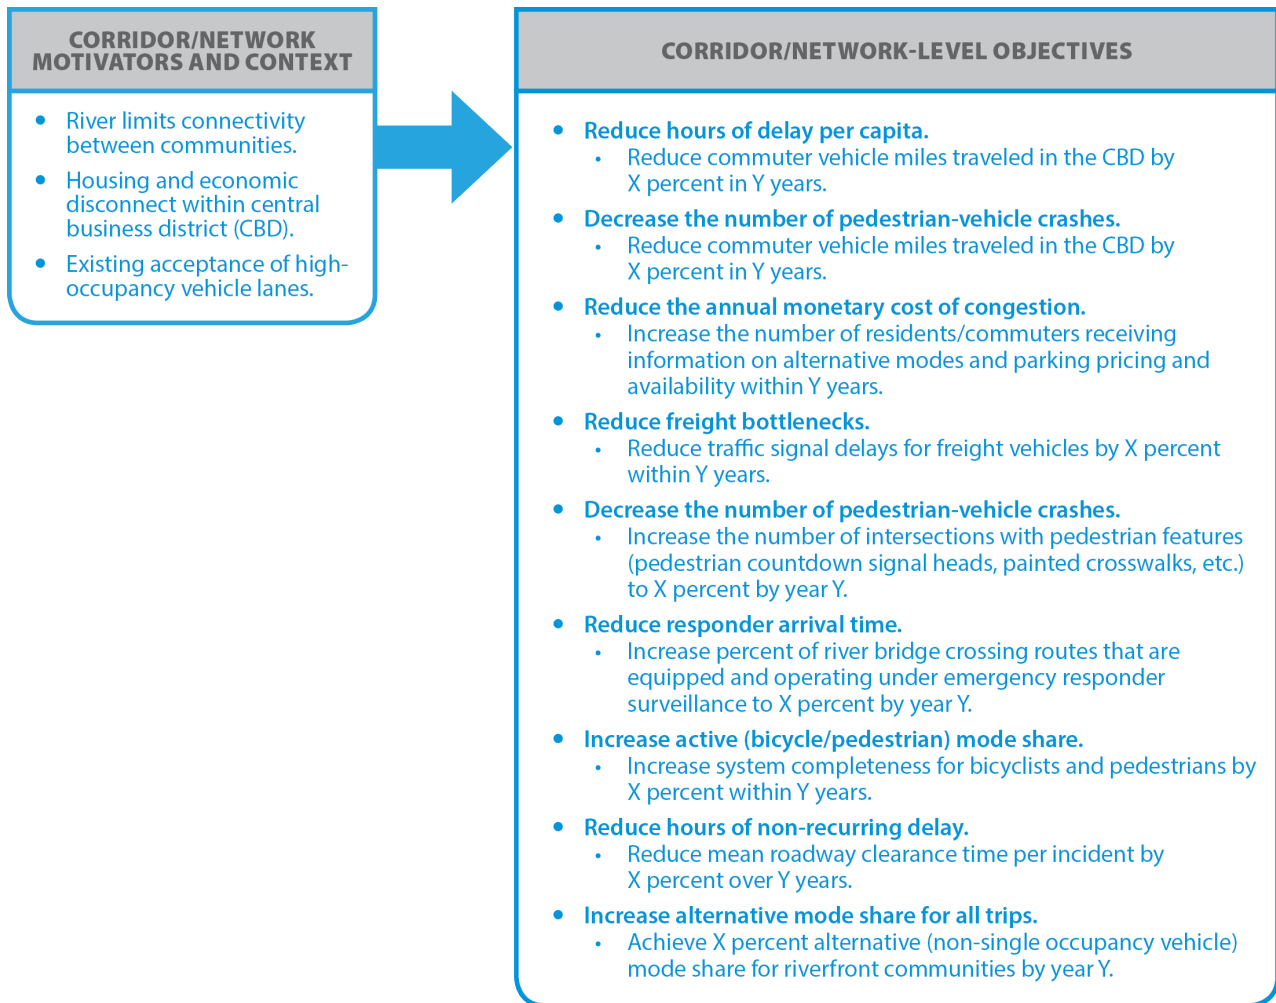 CORRIDOR/NETWORK
MOTIVATORS AND CONTEXT
• River limits connectivity
between communities.
• Housing and economic
disconnect within central
business district (CBD).
• Existing acceptance of high-
occupancy vehicle lanes.
CORRIDOR/NETWORK-LEVEL OBJECTIVES
• Reduce hours of delay per capita.
• Reduce commuter vehicle miles traveled in the CBD by
X percent in Y years.
• Decrease the number of pedestrian-vehicle crashes.
• Reduce commuter vehicle miles traveled in the CBD by
X percent in Y years.
• Reduce the annual monetary cost of congestion.
• Increase the number of residents/commuters receiving
information on alternative modes and parking pricing and
availability within Y years.
• Reduce freight bottlenecks.
• Reduce traffic signal delays for freight vehicles by X percent
within Y years.
• Decrease the number of pedestrian-vehicle crashes.
• Increase the number of intersections with pedestrian features
(pedestrian countdown signal heads, painted crosswalks, etc.)
to X percent by year Y.
• Reduce responder arrival time.
• Increase percent of river bridge crossing routes that are
equipped and operating under emergency responder
surveillance to X percent by year Y.
• Increase active (bicycle/pedestrian) mode share.
• Increase system completeness for bicyclists and pedestrians by
X percent within Y years.
• Reduce hours of non-recurring delay.
• Reduce mean roadway clearance time per incident by
X percent over Y years.
• Increase alternative mode share for all trips.
• Achieve X percent alternative (non-single occupancy vehicle)
mode share for riverfront communities by year Y.